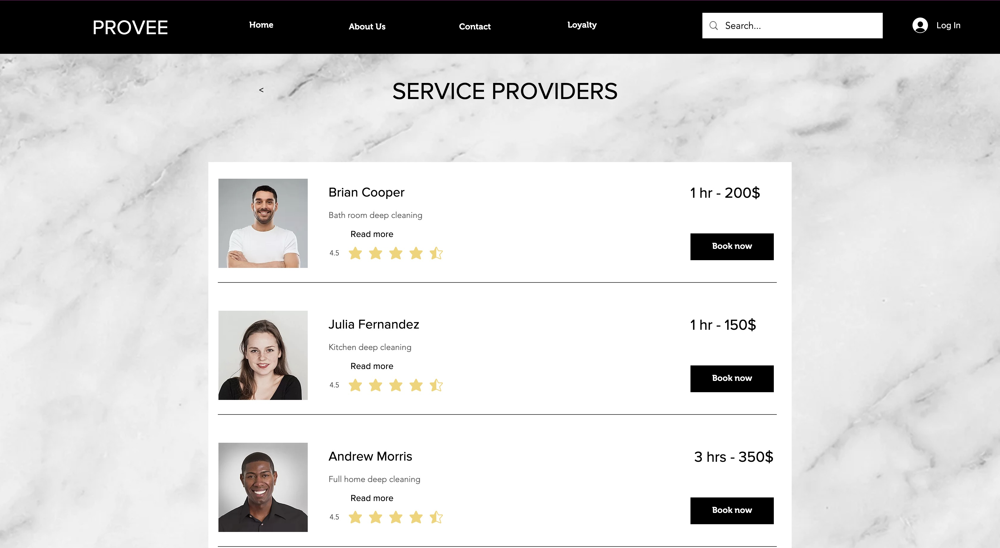 PROVEE
Home
About Us
Contact
Loyalty
Search...
Log In
<
SERVICE PROVIDERS
Brian Cooper
1 hr - 200$
Bath room deep cleaning
Read more
4.5
Book now
Julia Fernandez
1 hr - 150$
Kitchen deep cleaning
Read more
4.5
Book now
Andrew Morris
3 hrs - 350$
Full home deep cleaning
Read more
4.5
Book now